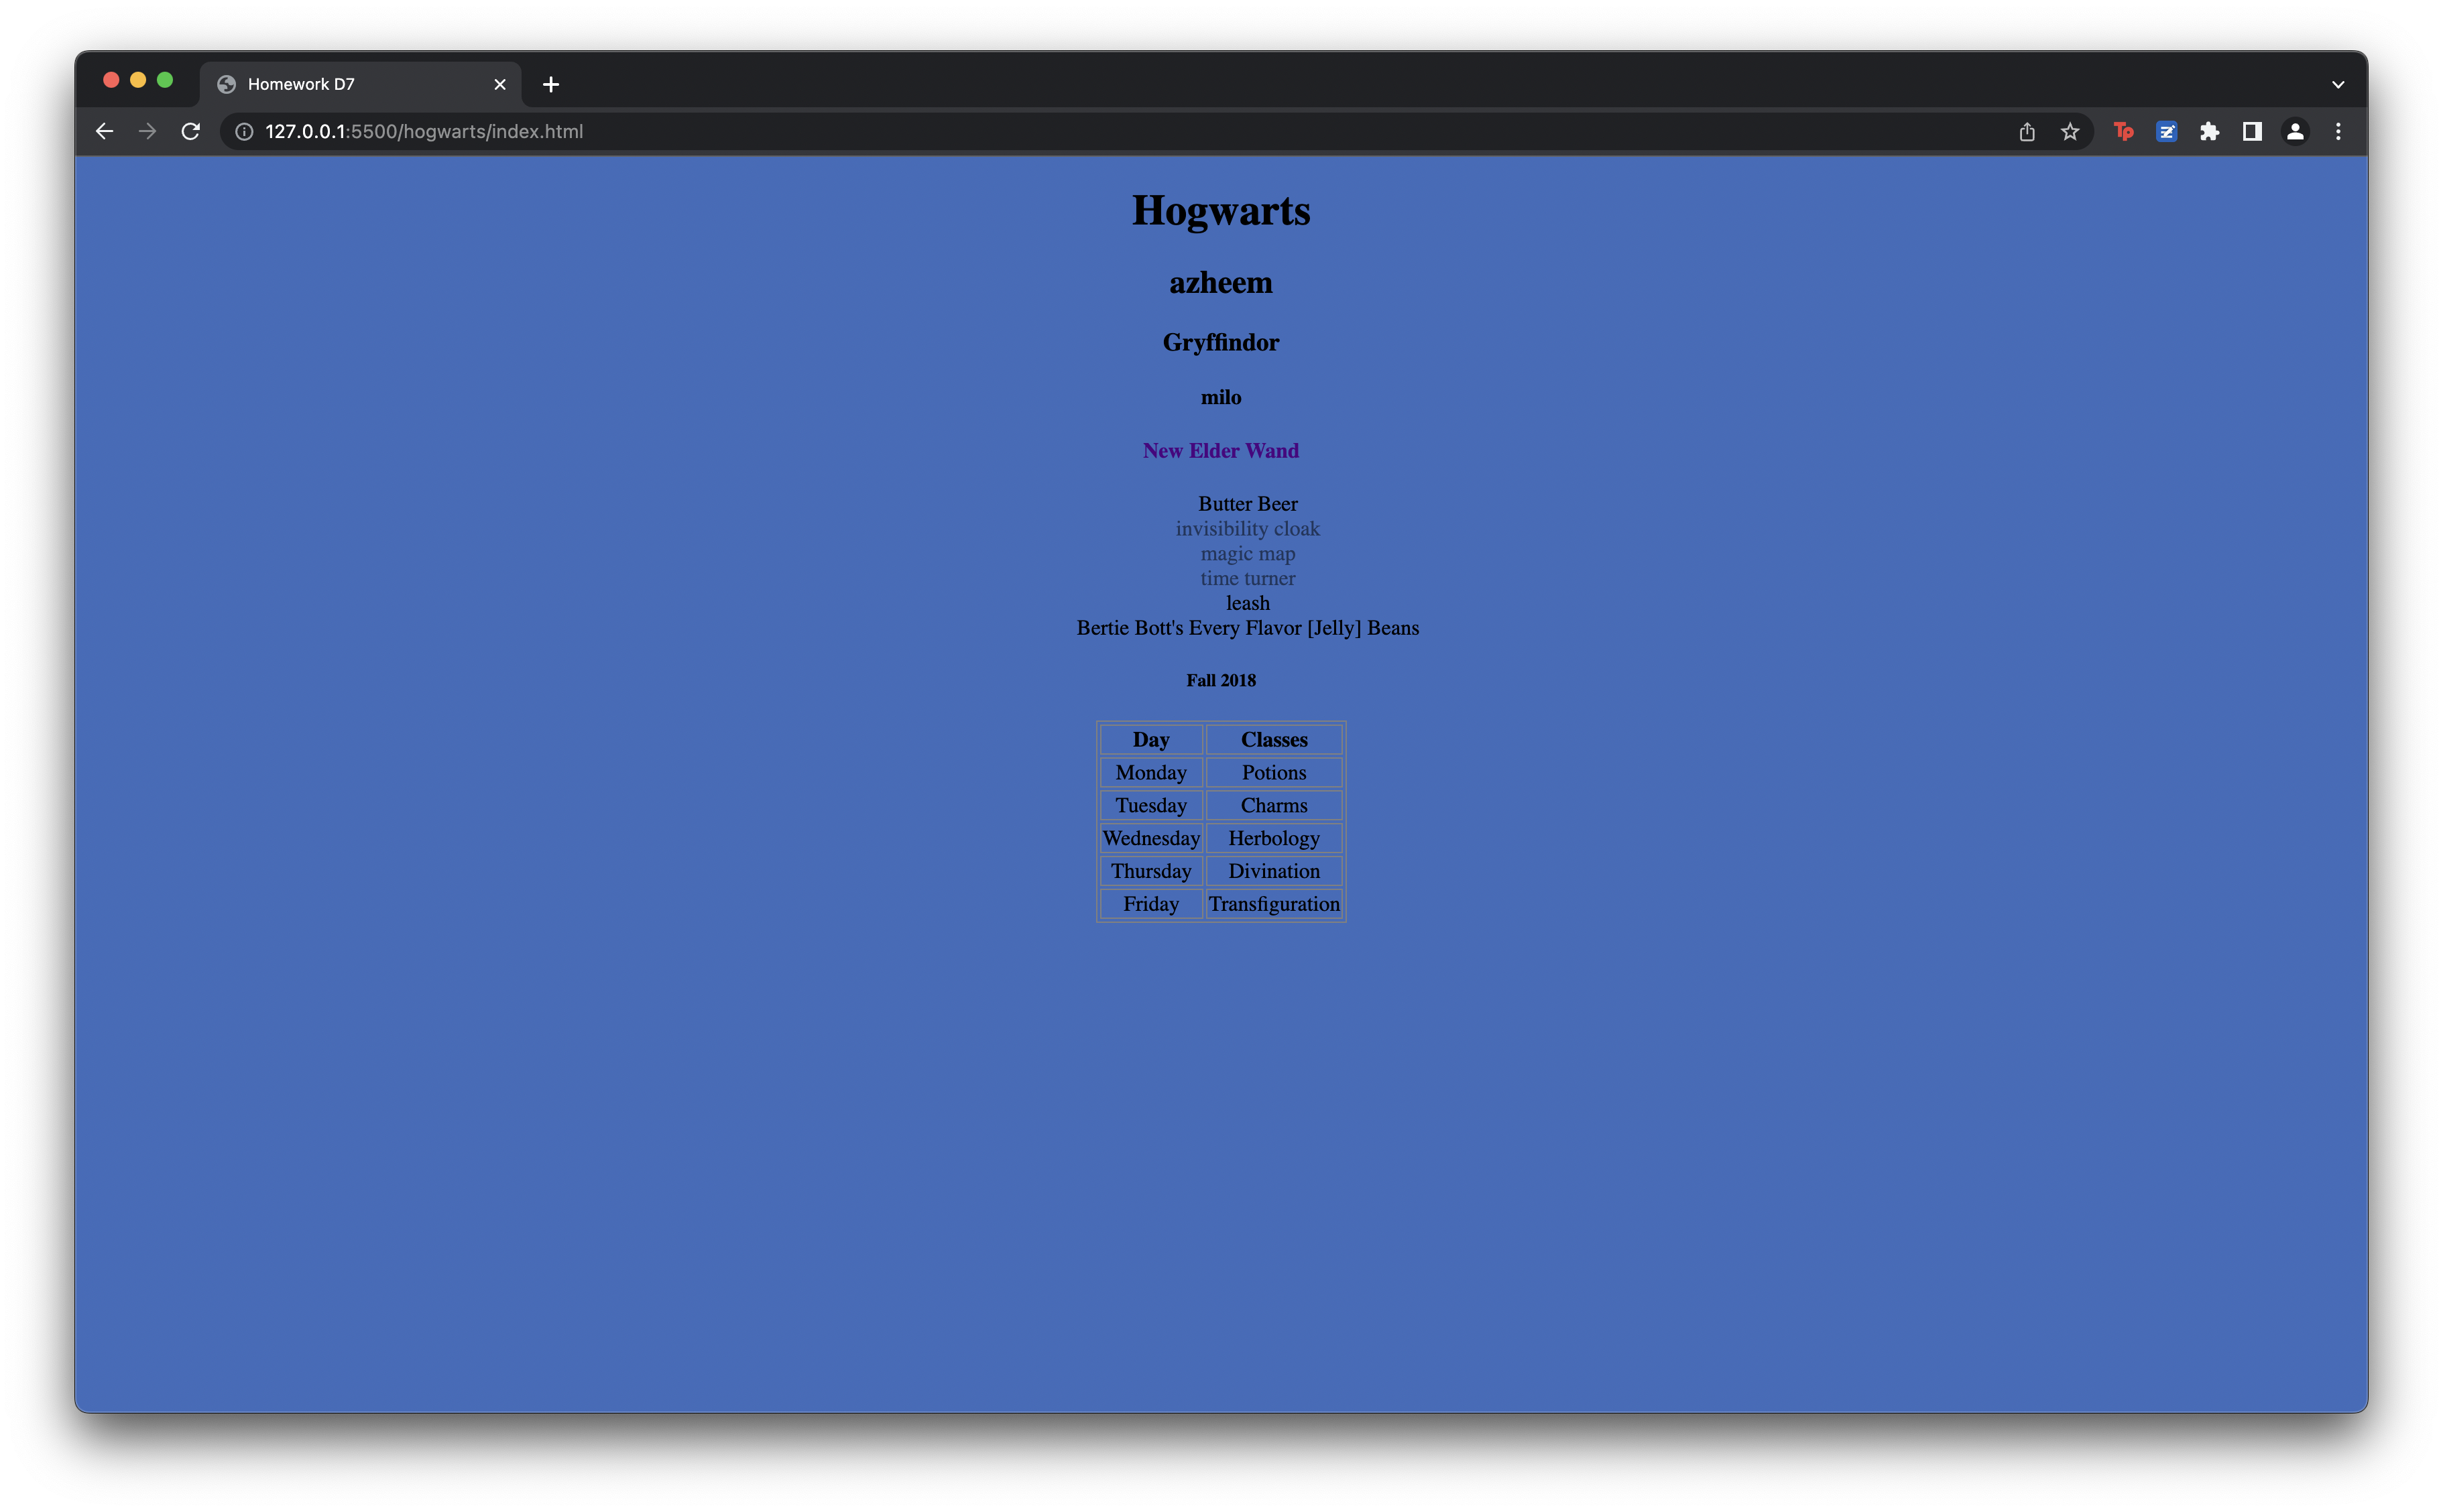 Homework D7
127.0.0.1:5500/hogwarts/index.html
Tp
Hogwarts
azheem
Gryffindor
milo
New Elder Wand
Butter Beer
invisibility cloak
magic map
time turner
leash
Bertie Bott's Every Flavor [Jelly] Beans
Fall 2018
Day Classes
Monday Potions
Tuesday Charms
Wednesday Herbology
Thursday Divination
Friday Transfiguration